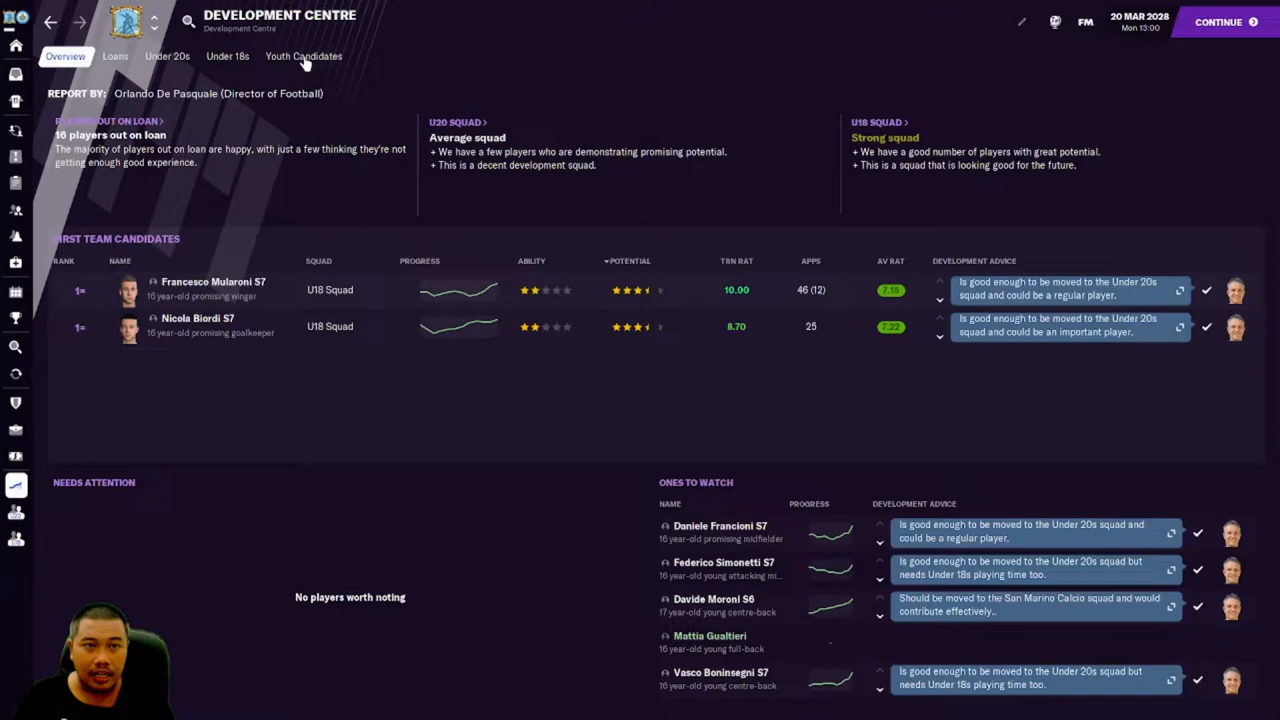 DEVELOPMENT CENTRE
Development Centre
FM
20 MAR 2028
Mon 13:00
CONTINUE
Overview
Loans
Under 20s
Under 18s
Youth Candidates
REPORT BY: Orlando De Pasquale (Director of Football)
OUT ON LOAN >
16 players out on loan
The majority of players out on loan are happy, with just a few thinking they're not
getting enough good experience.
U20 SQUAD >
Average squad
+ We have a few players who are demonstrating promising potential.
+ This is a decent development squad.
U18 SQUAD >
Strong squad
+ We have a good number of players with great potential.
+ This is a squad that is looking good for the future.
FIRST TEAM CANDIDATES
RANK NAME SQUAD PROGRESS ABILITY POTENTIAL TRN RAT APPS AV RAT DEVELOPMENT ADVICE
1= Francesco Mularoni S7
16 year-old promising winger
U18 Squad
10.00
46 (12)
7.15
Is good enough to be moved to the Under 20s
squad and could be a regular player.
1= Nicola Biordi S7
16 year-old promising goalkeeper
U18 Squad
8.70
25
7.22
Is good enough to be moved to the Under 20s
squad and could be an important player.
NEEDS ATTENTION
No players worth noting
ONES TO WATCH
NAME PROGRESS DEVELOPMENT ADVICE
Daniele Francioni S7
16 year-old promising midfielder
Is good enough to be moved to the Under 20s squad and
could be a regular player.
Federico Simonetti S7
16 year-old young attacking mi...
Is good enough to be moved to the Under 20s squad but
needs Under 18s playing time too.
Davide Moroni S6
17 year-old young centre-back
Should be moved to the San Marino Calcio squad and would
contribute effectively..
Mattia Gualtieri
16 year-old young full-back
Vasco Boninsegni S7
16 year-old young centre-back
Is good enough to be moved to the Under 20s squad but
needs Under 18s playing time too.